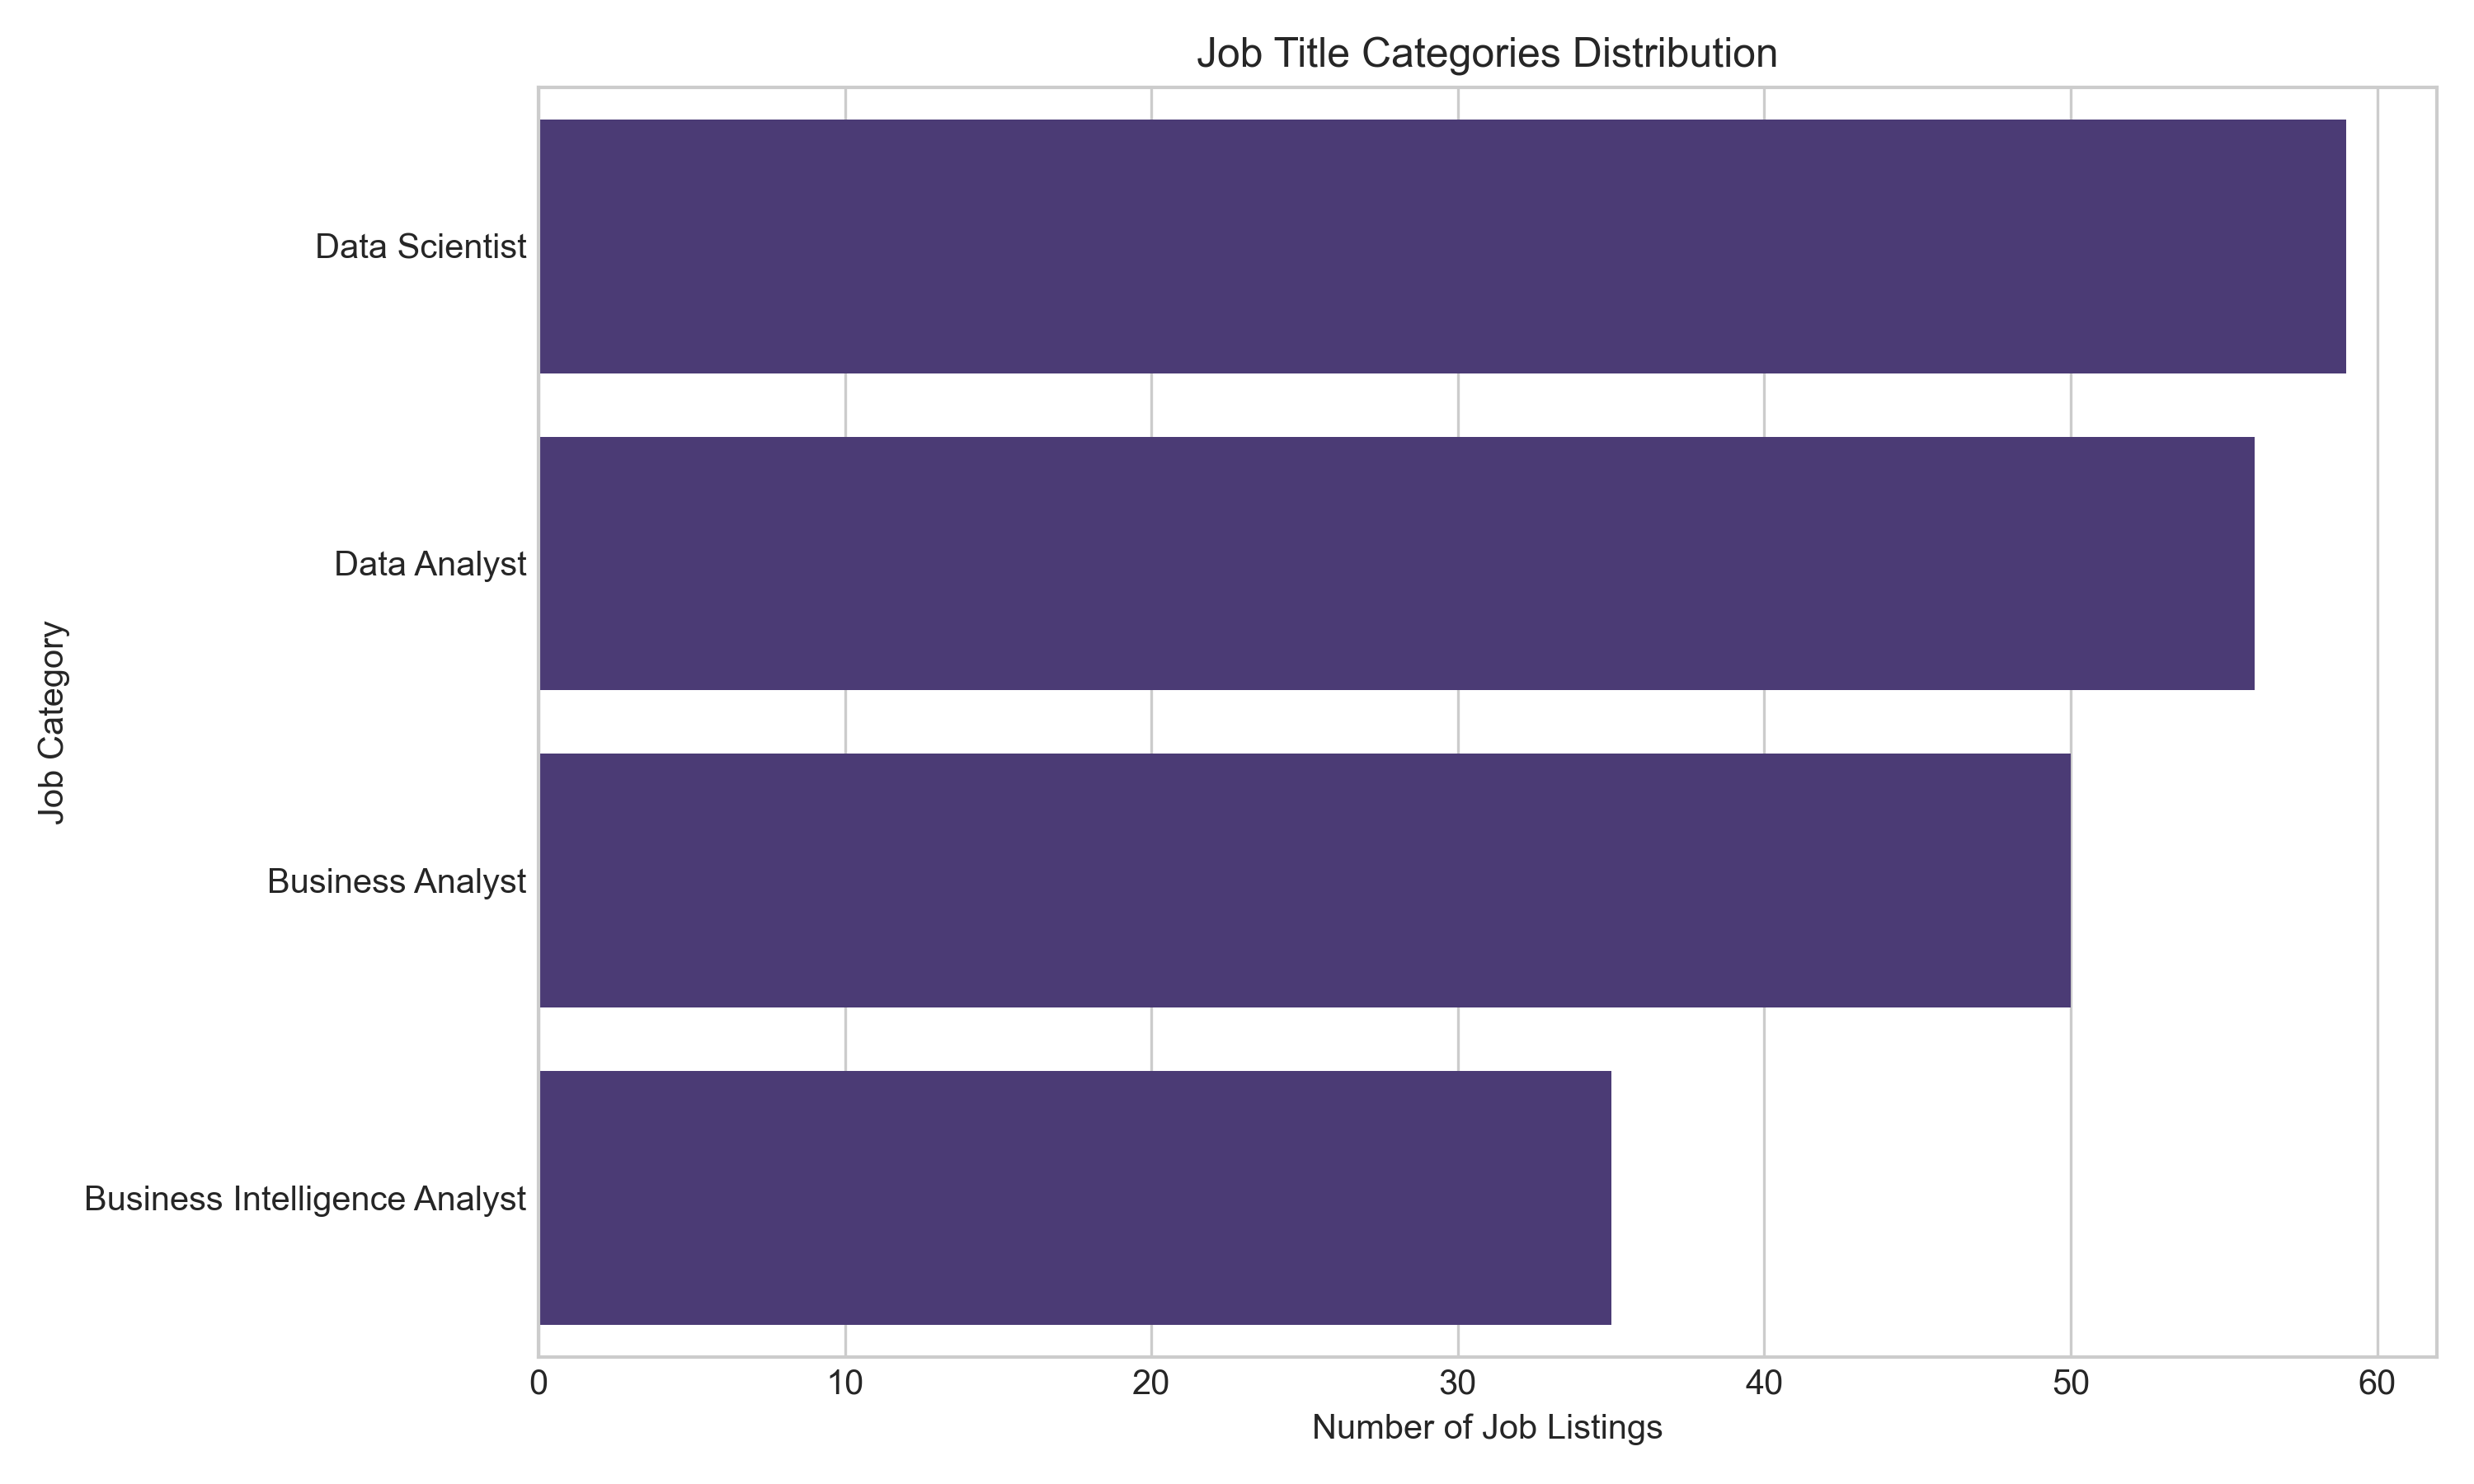 Job Title Categories Distribution
Job Category
Data Scientist
Data Analyst
Business Analyst
Business Intelligence Analyst
0 10 20 30 40 50 60
Number of Job Listings